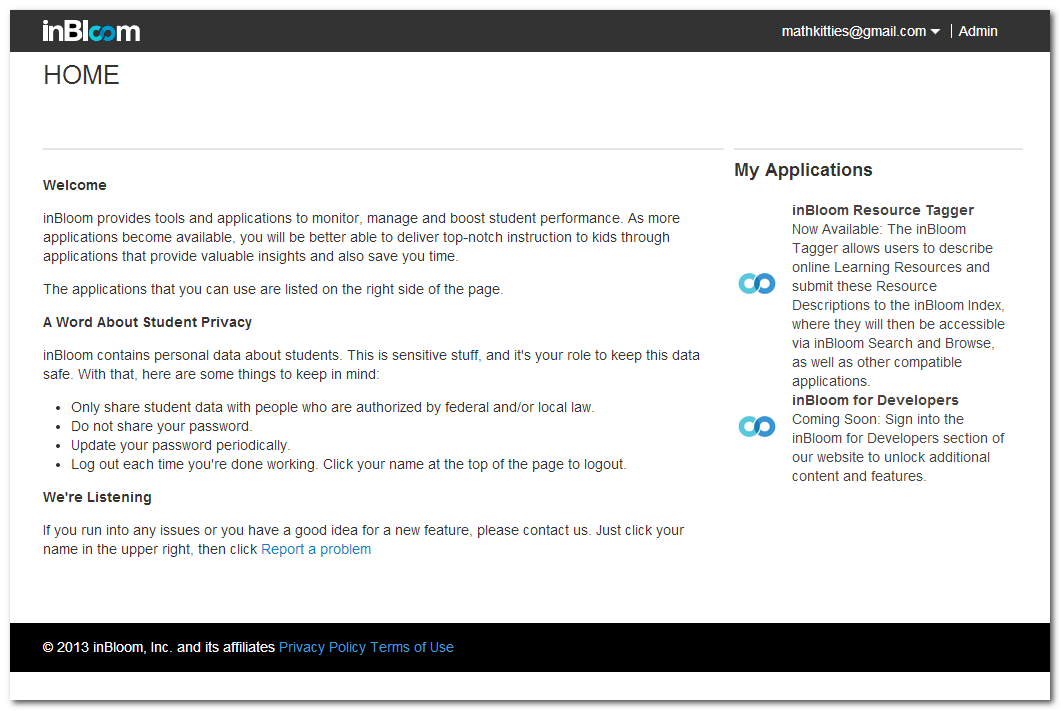 inBloom
mathkitties@gmail.com | Admin
HOME
Welcome
inBloom provides tools and applications to monitor, manage and boost student performance. As more
applications become available, you will be better able to deliver top-notch instruction to kids through
applications that provide valuable insights and also save you time.
The applications that you can use are listed on the right side of the page.
A Word About Student Privacy
inBloom contains personal data about students. This is sensitive stuff, and it's your role to keep this data
safe. With that, here are some things to keep in mind:
• Only share student data with people who are authorized by federal and/or local law.
• Do not share your password.
• Update your password periodically.
• Log out each time you're done working. Click your name at the top of the page to logout.
We're Listening
If you run into any issues or you have a good idea for a new feature, please contact us. Just click your
name in the upper right, then click Report a problem
My Applications
inBloom Resource Tagger
Now Available: The inBloom
Tagger allows users to describe
online Learning Resources and
submit these Resource
Descriptions to the inBloom Index,
where they will then be accessible
via inBloom Search and Browse,
as well as other compatible
applications.
inBloom for Developers
Coming Soon: Sign into the
inBloom for Developers section of
our website to unlock additional
content and features.
© 2013 inBloom, Inc. and its affiliates Privacy Policy Terms of Use